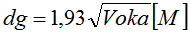 dg = 1,93√Voka[M]